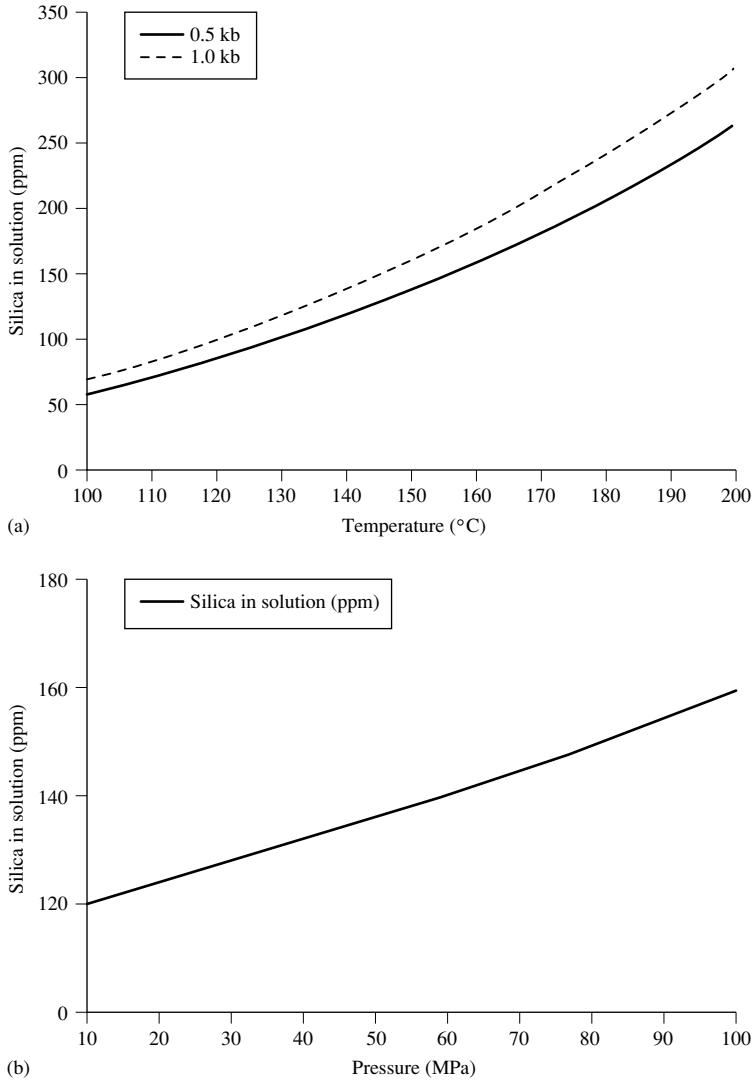 350
300
250
200
150
100
50
0
Silica in solution (ppm)
0.5 kb
1.0 kb
100 110 120 130 140 150 160 170 180 190 200
Temperature (°C)
(a)
180
160
140
120
0
Silica in solution (ppm)
Silica in solution (ppm)
10 20 30 40 50 60 70 80 90 100
Pressure (MPa)
(b)